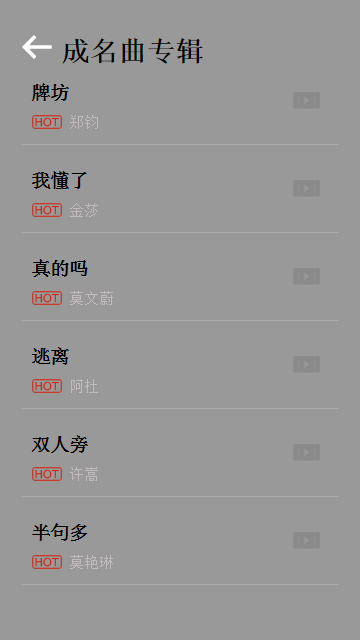 成名曲专辑
牌坊
HOT 郑钧
我懂了
HOT 金莎
真的吗
HOT 莫文蔚
逃离
HOT 阿杜
双人旁
HOT 许嵩
半句多
HOT 莫艳琳